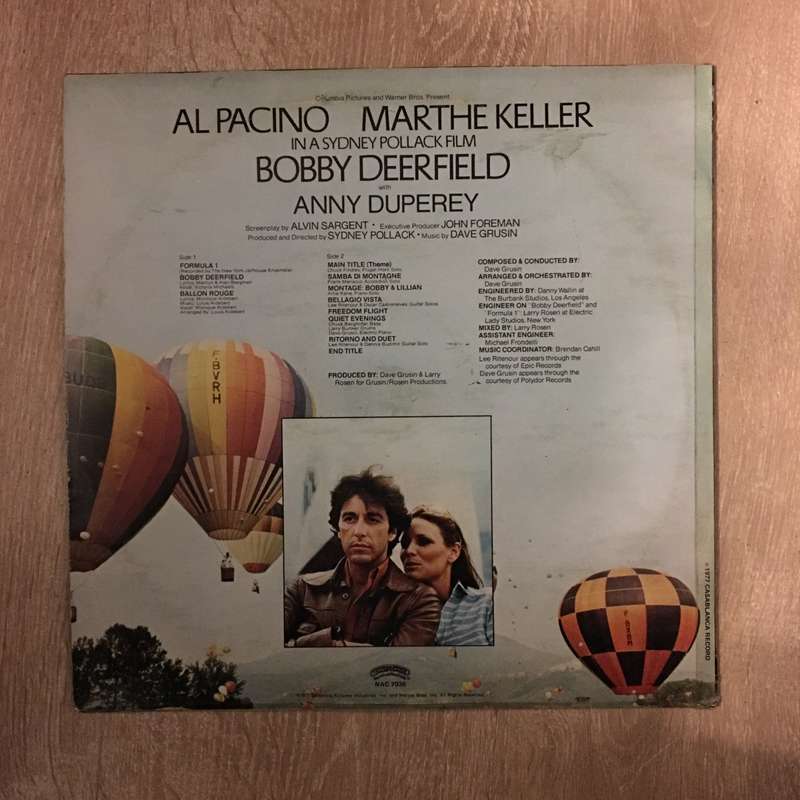 Columbia Pictures and Warner Bros. Present
AL PACINO MARTHE KELLER
IN A SYDNEY POLLACK FILM
BOBBY DEERFIELD
with
ANNY DUPEREY
Screenplay by ALVIN SARGENT • Executive Producer JOHN FOREMAN
Produced and Directed by SYDNEY POLLACK • Music by DAVE GRUSIN
Side 1
FORMULA 1
(Recorded by The New York Jazz
BOBBY DEERFIELD
BALLON ROUGE
Side 2
MAIN TITLE (Theme)
SAMBA DI MONTAGNE
MONTAGE: BOBBY & LILLIAN
BELLAGIO VISTA
FREEDOM FLIGHT
QUIET EVENINGS
RITORNO AND DUET
END TITLE
PRODUCED BY: Dave Grusin & Larry
Rosen for Grusin/Rosen Productions.
COMPOSED & CONDUCTED BY:
Dave Grusin
ARRANGED & ORCHESTRATED BY:
Dave Grusin
ENGINEERED BY: Danny Wallin at
The Burbank Studios, Los Angeles
ENGINEER ON "Bobby Deerfield" and
"Formula 1": Larry Rosen at Electric
Lady Studios, New York
MIXED BY: Larry Rosen
ASSISTANT ENGINEER:
Michael Frondelli
MUSIC COORDINATOR: Brendan Cahill
Lee Ritenour appears through the
courtesy of Epic Records
Dave Grusin appears through the
courtesy of Polydor Records
F-BVRH
© 1977 CASABLANCA RECORD